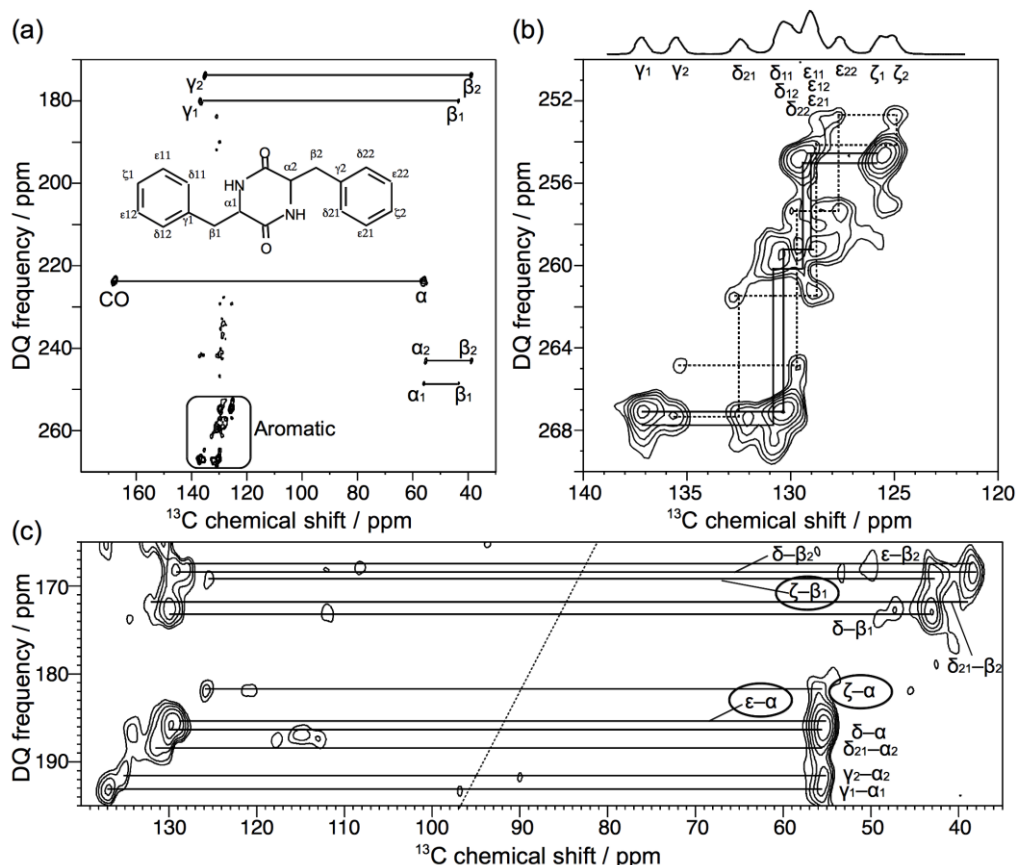 (a)
γ2
β2
γ1
β1
180
200
220
240
260
DQ frequency / ppm
ε11
ζ1
δ11
ε12
δ12
γ1
β1
α1
NH
O
O
NH
α2
β2
γ2
δ22
ε22
δ21
ζ2
ε21
CO
α
α2
β2
α1
β1
Aromatic
160 140 120 100 80 60 40
13C chemical shift / ppm
(b)
γ1 γ2 δ21 δ11 ε11 ε22 ζ1 ζ2
δ12 ε12
δ22 ε21
252
256
260
264
268
DQ frequency / ppm
140 135 130 125 120
13C chemical shift / ppm
(c)
δ–β2 ε–β2
ζ–β1
δ–β1
δ21–β2
ζ–α
ε–α
δ–α
δ21–α2
γ2–α2
γ1–α1
170
180
190
DQ frequency / ppm
130 120 110 100 90 80 70 60 50 40
13C chemical shift / ppm